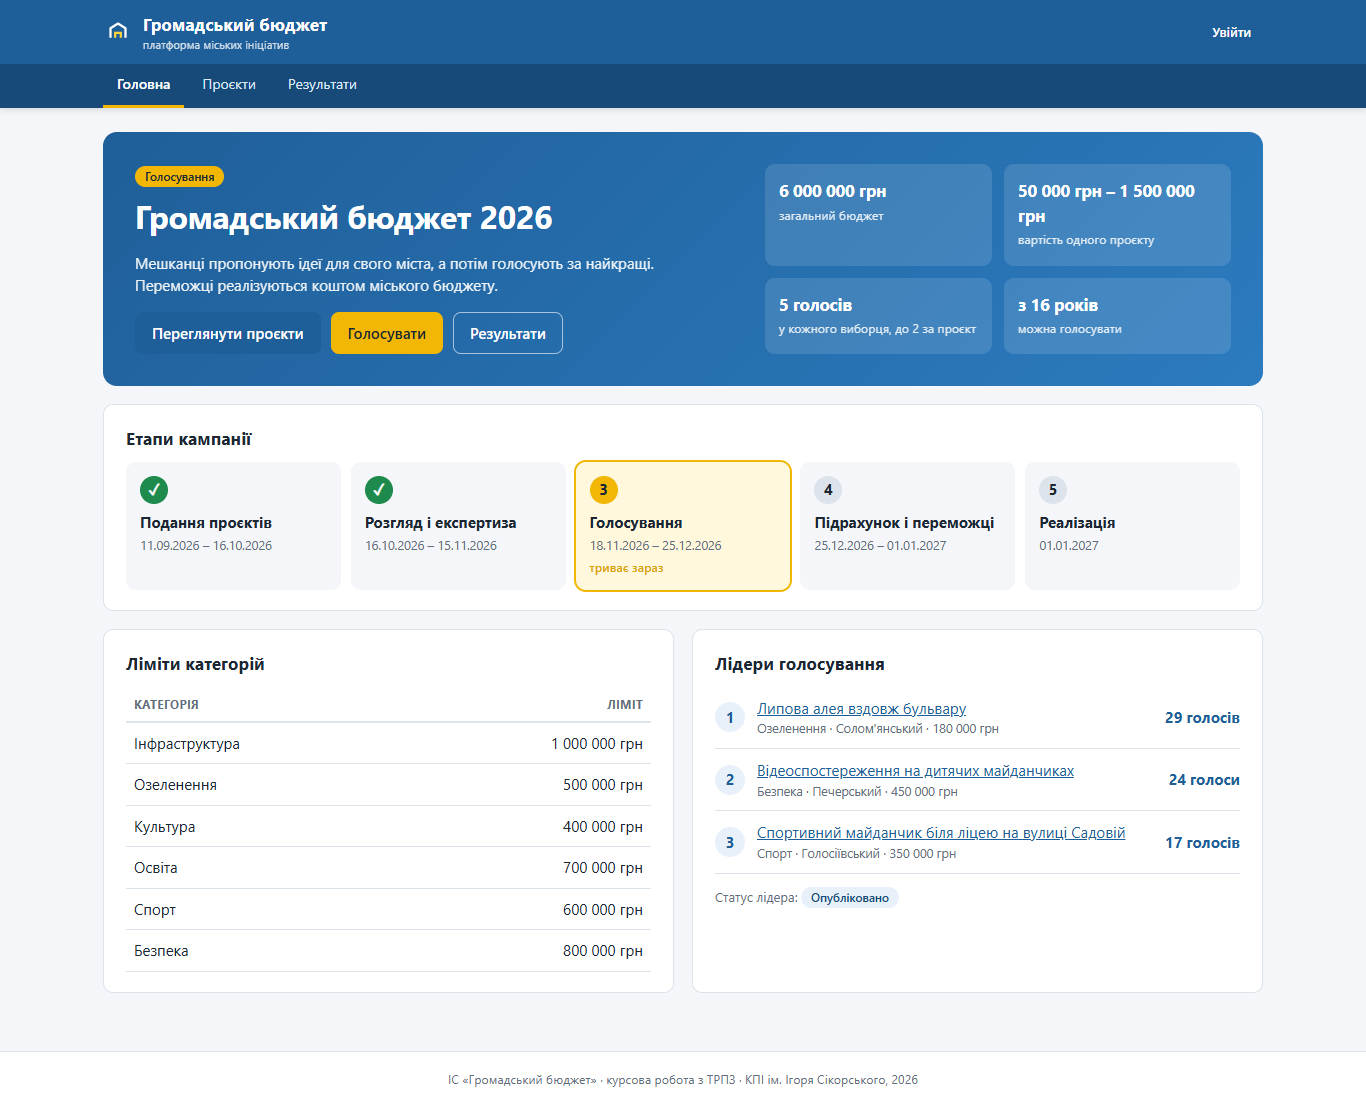 Громадський бюджет
платформа міських ініціатив
Увійти
Головна
Проєкти
Результати
Голосування
Громадський бюджет 2026
Мешканці пропонують ідеї для свого міста, а потім голосують за найкращі.
Переможці реалізуються коштом міського бюджету.
Переглянути проєкти
Голосувати
Результати
6 000 000 грн
загальний бюджет
50 000 грн – 1 500 000
грн
вартість одного проєкту
5 голосів
у кожного виборця, до 2 за проєкт
з 16 років
можна голосувати
Етапи кампанії
Подання проєктів
11.09.2026 – 16.10.2026
Розгляд і експертиза
16.10.2026 – 15.11.2026
3
Голосування
18.11.2026 – 25.12.2026
триває зараз
4
Підрахунок і переможці
25.12.2026 – 01.01.2027
5
Реалізація
01.01.2027
Ліміти категорій
КАТЕГОРІЯ ЛІМІТ
Інфраструктура 1 000 000 грн
Озеленення 500 000 грн
Культура 400 000 грн
Освіта 700 000 грн
Спорт 600 000 грн
Безпека 800 000 грн
Лідери голосування
1 Липова алея вздовж бульвару 29 голосів
Озеленення · Солом'янський · 180 000 грн
2 Відеоспостереження на дитячих майданчиках 24 голоси
Безпека · Печерський · 450 000 грн
3 Спортивний майданчик біля ліцею на вулиці Садовій 17 голосів
Спорт · Голосіївський · 350 000 грн
Статус лідера: Опубліковано
ІС «Громадський бюджет» · курсова робота з ТРПЗ · КПІ ім. Ігоря Сікорського, 2026